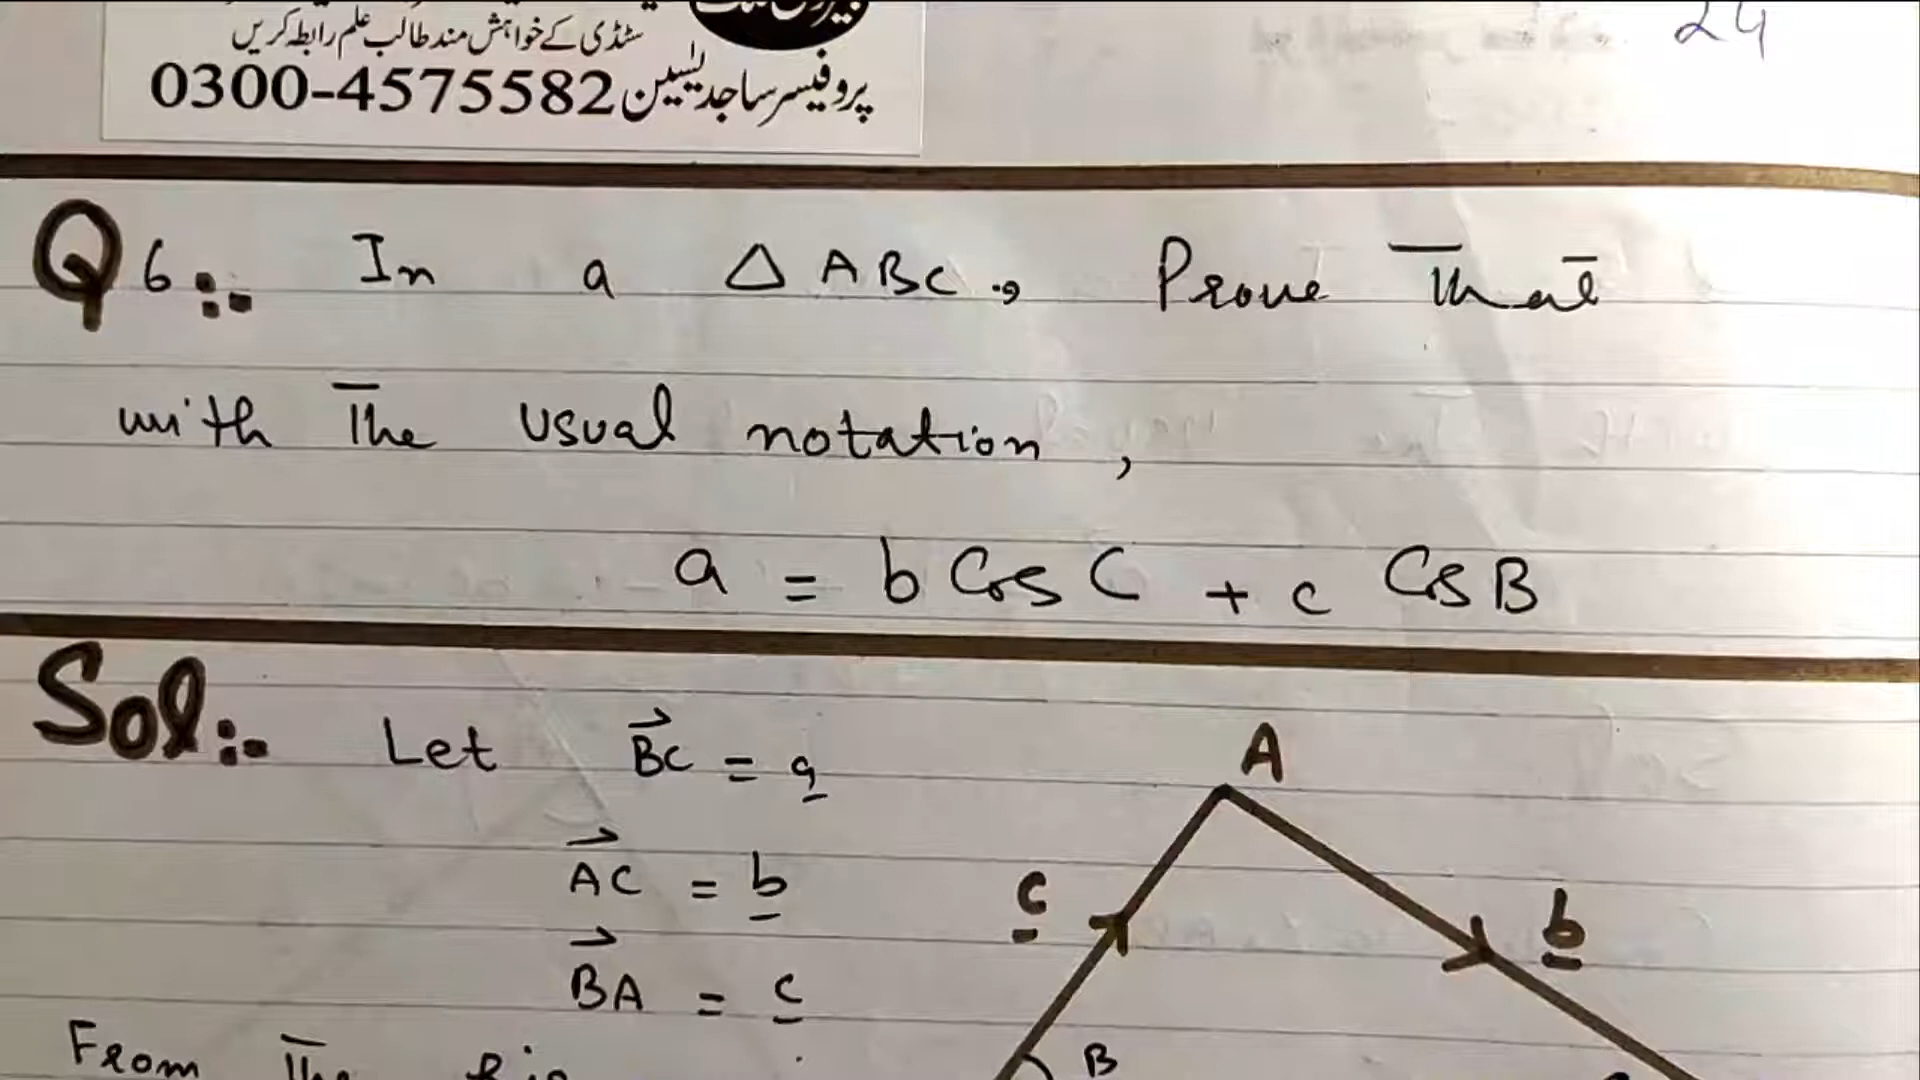 سٹڈی کے خواہش مند طالب علم رابطہ کریں
پروفیسر ساجد یٰسین 0300-4575582
24
Q6:- In a △ABC, Prove That
with The usual notation,
a = b Cos C + c Cos B
Sol:- Let BC⃗ = a̲
AC⃗ = b̲
BA⃗ = c̲
From The fig
A
c̲
b̲
B